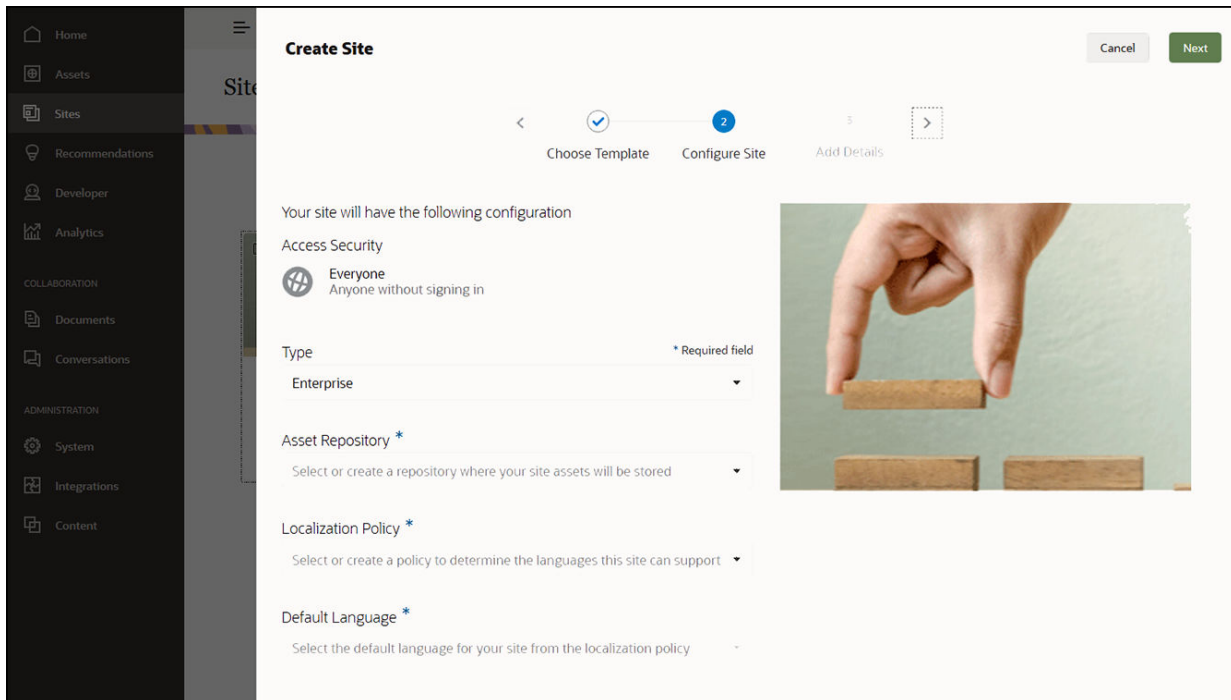 Home
Assets
Sites
Recommendations
Developer
Analytics
COLLABORATION
Documents
Conversations
ADMINISTRATION
System
Integrations
Content
Create Site
Cancel
Next
2
3
Choose Template
Configure Site
Add Details
Your site will have the following configuration
Access Security
Everyone
Anyone without signing in
Type
* Required field
Enterprise
Asset Repository *
Select or create a repository where your site assets will be stored
Localization Policy *
Select or create a policy to determine the languages this site can support
Default Language *
Select the default language for your site from the localization policy